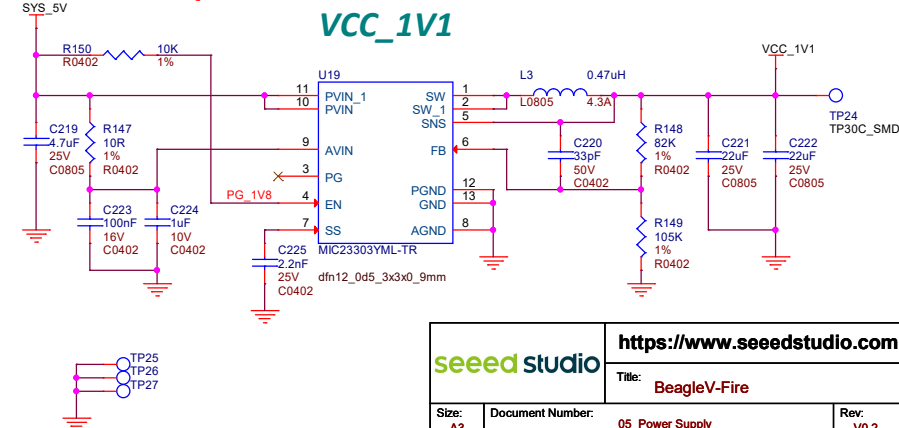 SYS_5V
VCC_1V1
R150
10K
R0402
1%
U19
11
PVIN_1
10
PVIN
SW
1
SW_1
2
SNS
5
L3
0.47uH
L0805
4.3A
VCC_1V1
TP24
TP30C_SMD
C219
4.7uF
25V
C0805
R147
10R
1%
R0402
9
AVIN
FB
6
3
PG
PG_1V8
4
EN
PGND
12
GND
13
7
SS
AGND
8
C220
33pF
50V
C0402
R148
82K
1%
R0402
C221
22uF
25V
C0805
C222
22uF
25V
C0805
C223
100nF
16V
C0402
C224
1uF
10V
C0402
C225
2.2nF
25V
C0402
MIC23303YML-TR
dfn12_0d5_3x3x0_9mm
R149
105K
1%
R0402
TP25
TP26
TP27
seeed studio
https://www.seeedstudio.com
Title:
BeagleV-Fire
Size:
A3
Document Number:
05_Power Supply
Rev:
V0.2